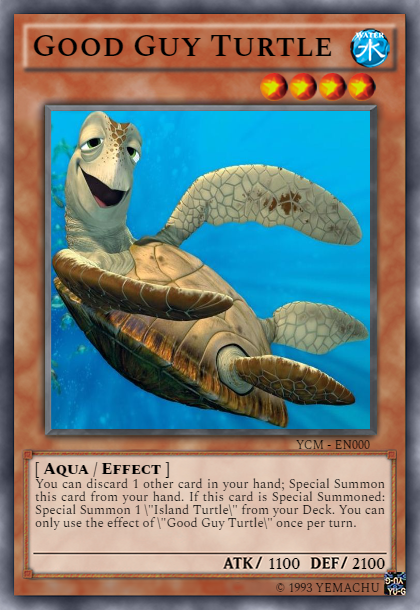 GOOD GUY TURTLE
WATER
水
YCM - EN000
[ AQUA / EFFECT ]
You can discard 1 other card in your hand; Special Summon
this card from your hand. If this card is Special Summoned:
Special Summon 1 \"Island Turtle\" from your Deck. You can
only use the effect of \"Good Guy Turtle\" once per turn.
ATK/ 1100 DEF/ 2100
© 1993 YEMACHU